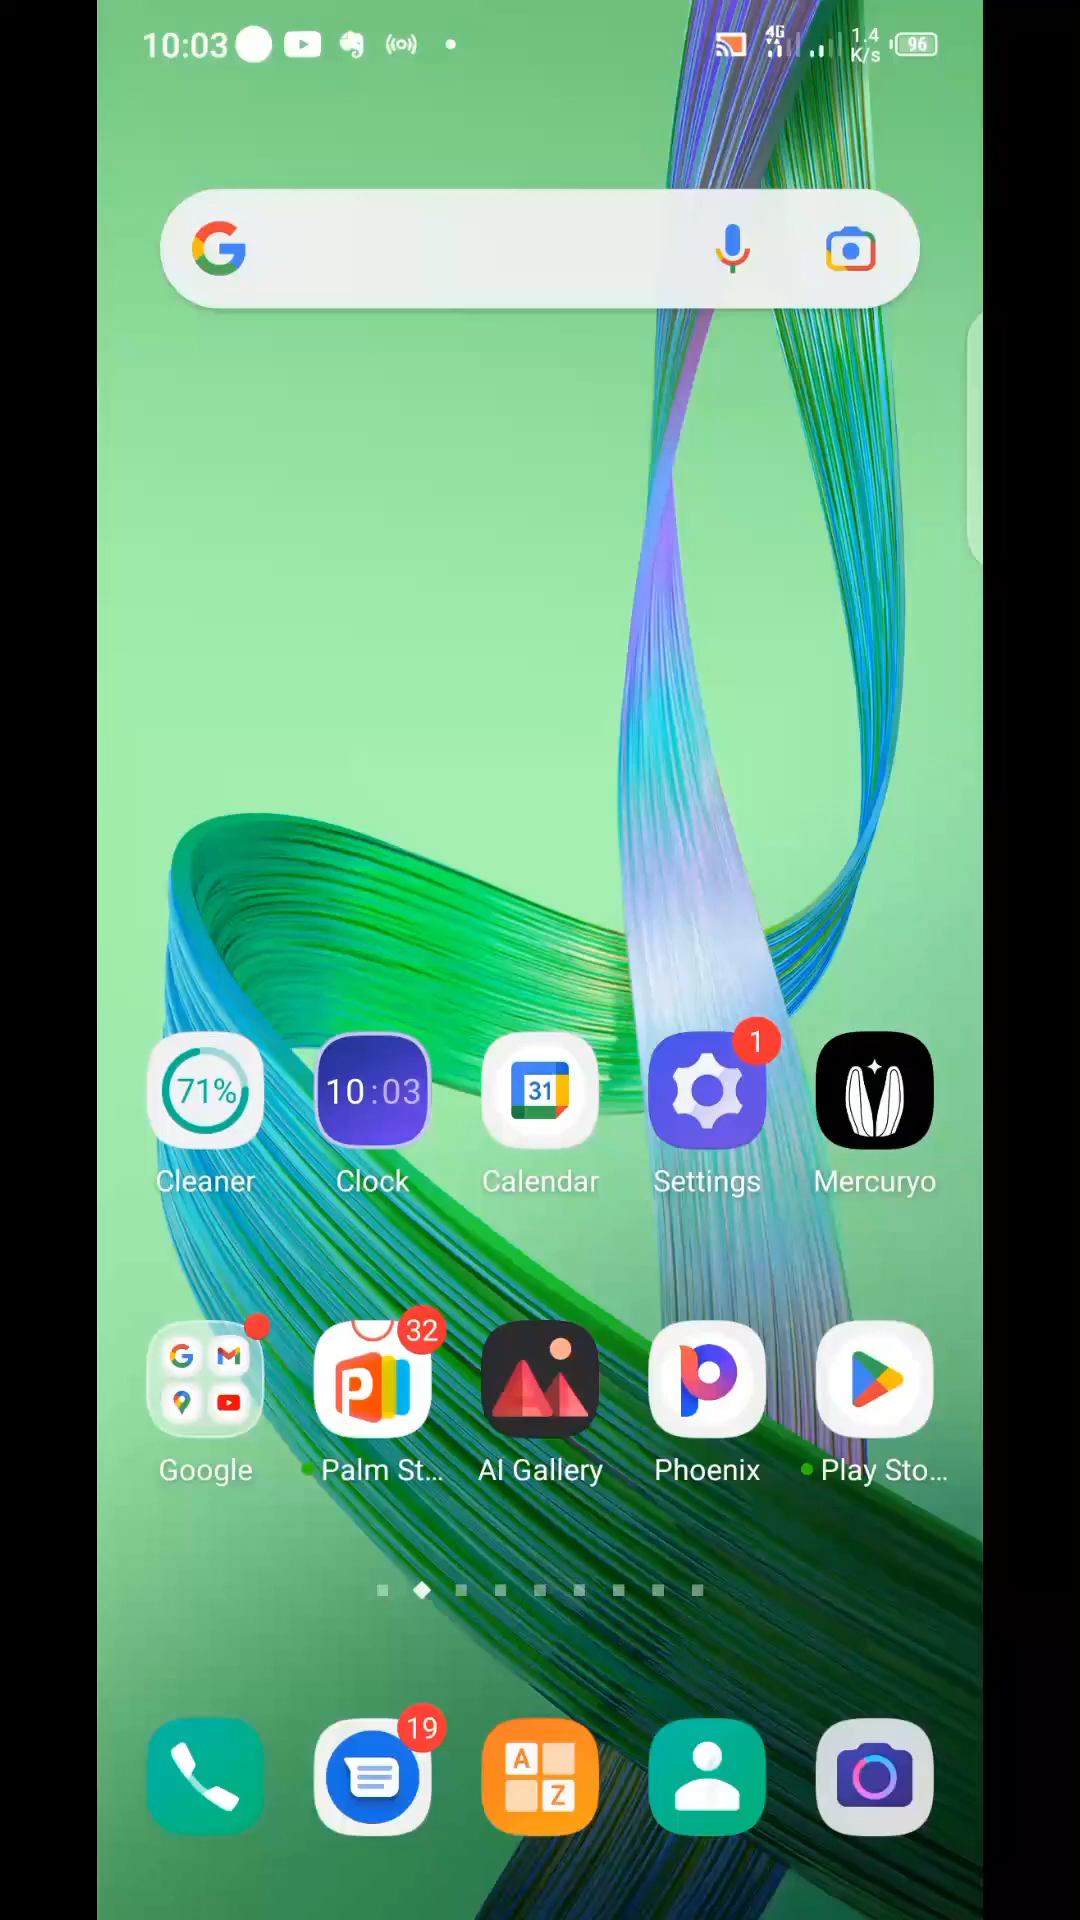 10:03 4G 1.4 K/s 96
71% 10:03 31 1
Cleaner Clock Calendar Settings Mercuryo
32
Google Palm St... AI Gallery Phoenix Play Sto...
19
A
Z